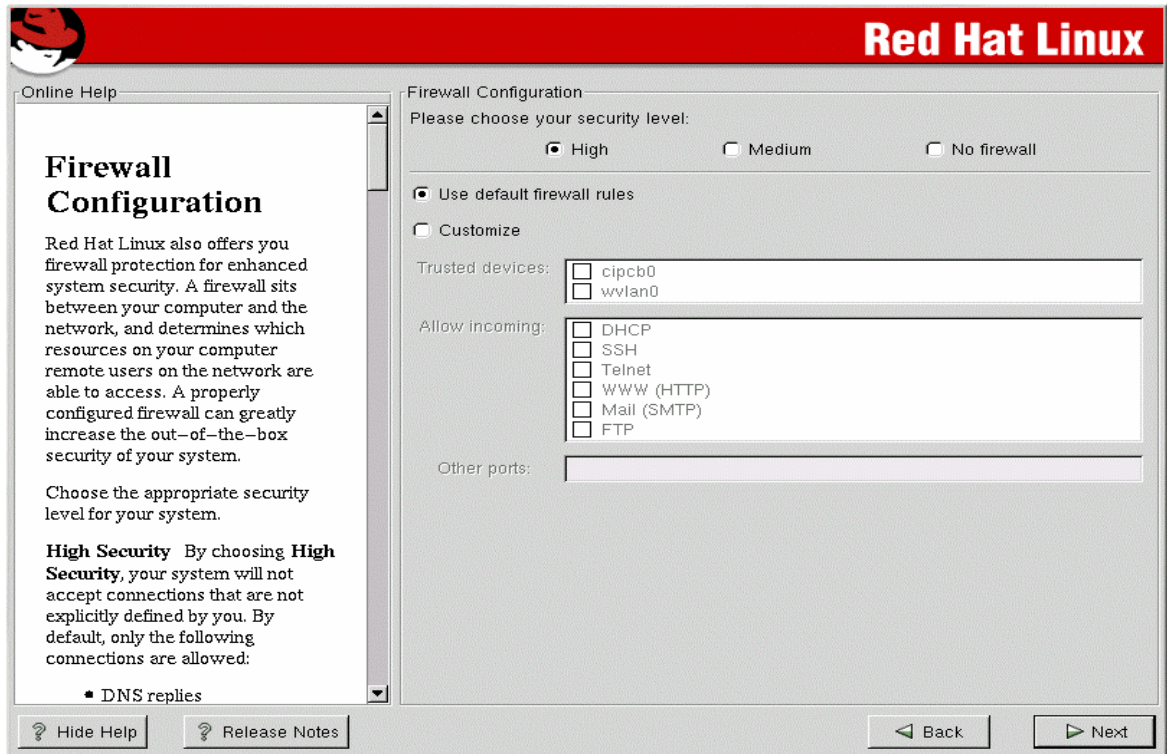 Red Hat Linux
Online Help
Firewall
Configuration
Red Hat Linux also offers you
firewall protection for enhanced
system security. A firewall sits
between your computer and the
network, and determines which
resources on your computer
remote users on the network are
able to access. A properly
configured firewall can greatly
increase the out-of-the-box
security of your system.
Choose the appropriate security
level for your system.
High Security By choosing High
Security, your system will not
accept connections that are not
explicitly defined by you. By
default, only the following
connections are allowed:
• DNS replies
Firewall Configuration
Please choose your security level:
High Medium No firewall
Use default firewall rules
Customize
Trusted devices:
cipcb0
wvlan0
Allow incoming:
DHCP
SSH
Telnet
WWW (HTTP)
Mail (SMTP)
FTP
Other ports:
Hide Help Release Notes Back Next